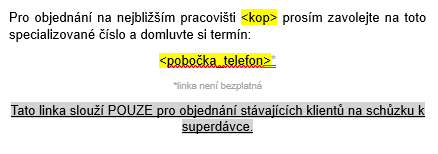 Pro objednání na nejbližším pracovišti <kop> prosím zavolejte na toto
specializované číslo a domluvte si termín:
<pobočka_telefon>*
*linka není bezplatná
Tato linka slouží POUZE pro objednání stávajících klientů na schůzku k
superdávce.